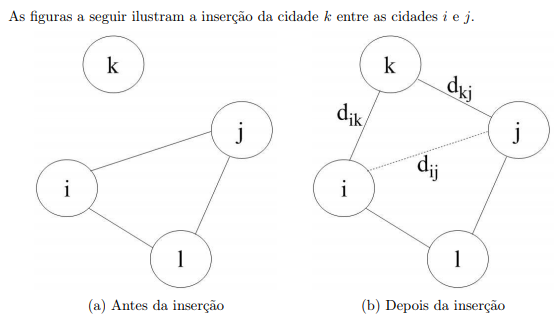 As figuras a seguir ilustram a inserção da cidade k entre as cidades i e j.
k
j
i
l
(a) Antes da inserção
k
d_kj
d_ik
j
d_ij
i
l
(b) Depois da inserção